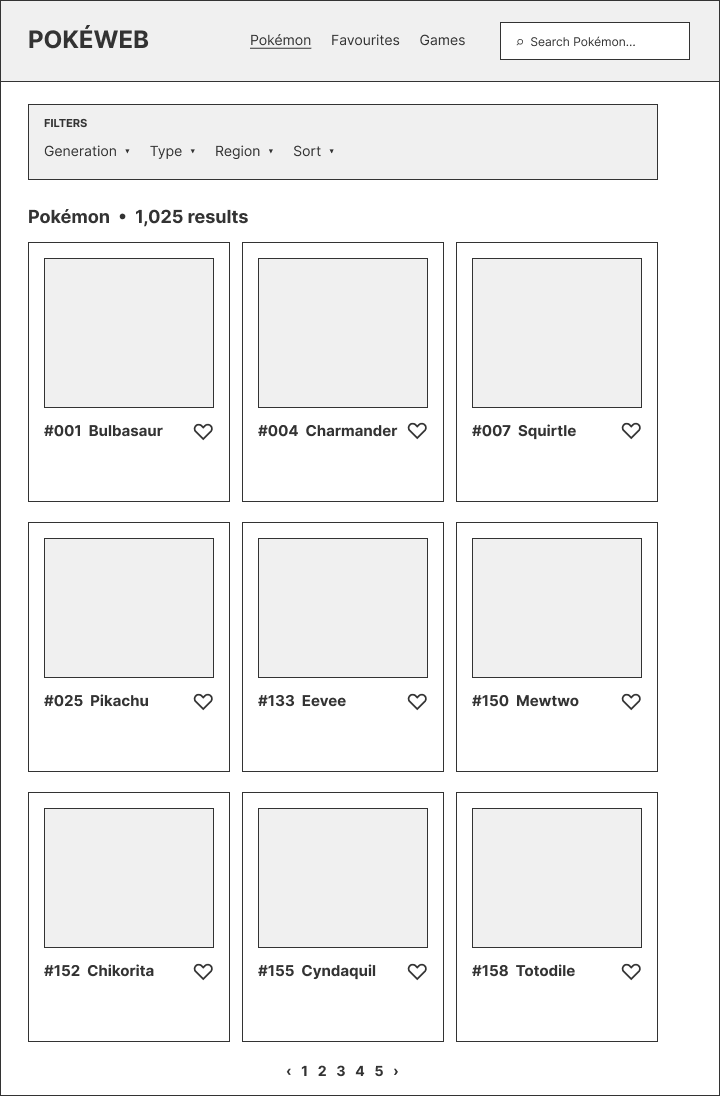 POKÉWEB Pokémon Favourites Games ⌕ Search Pokémon...
FILTERS
Generation ▾ Type ▾ Region ▾ Sort ▾
Pokémon • 1,025 results
#001 Bulbasaur
#004 Charmander
#007 Squirtle
#025 Pikachu
#133 Eevee
#150 Mewtwo
#152 Chikorita
#155 Cyndaquil
#158 Totodile
‹ 1 2 3 4 5 ›